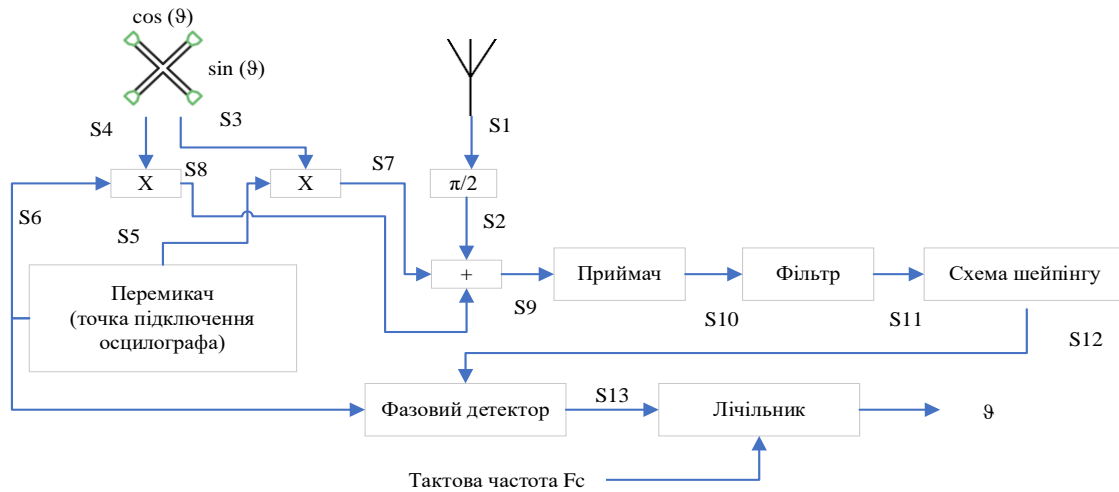 cos (ϑ)
sin (ϑ)
S4
S3
S1
X
S8
X
S7
π/2
S6
S5
S2
Перемикач
(точка підключення
осцилографа)
+
S9
Приймач
S10
Фільтр
S11
Схема шейпінгу
S12
Фазовий детектор
S13
Лічільник
ϑ
Тактова частота Fc